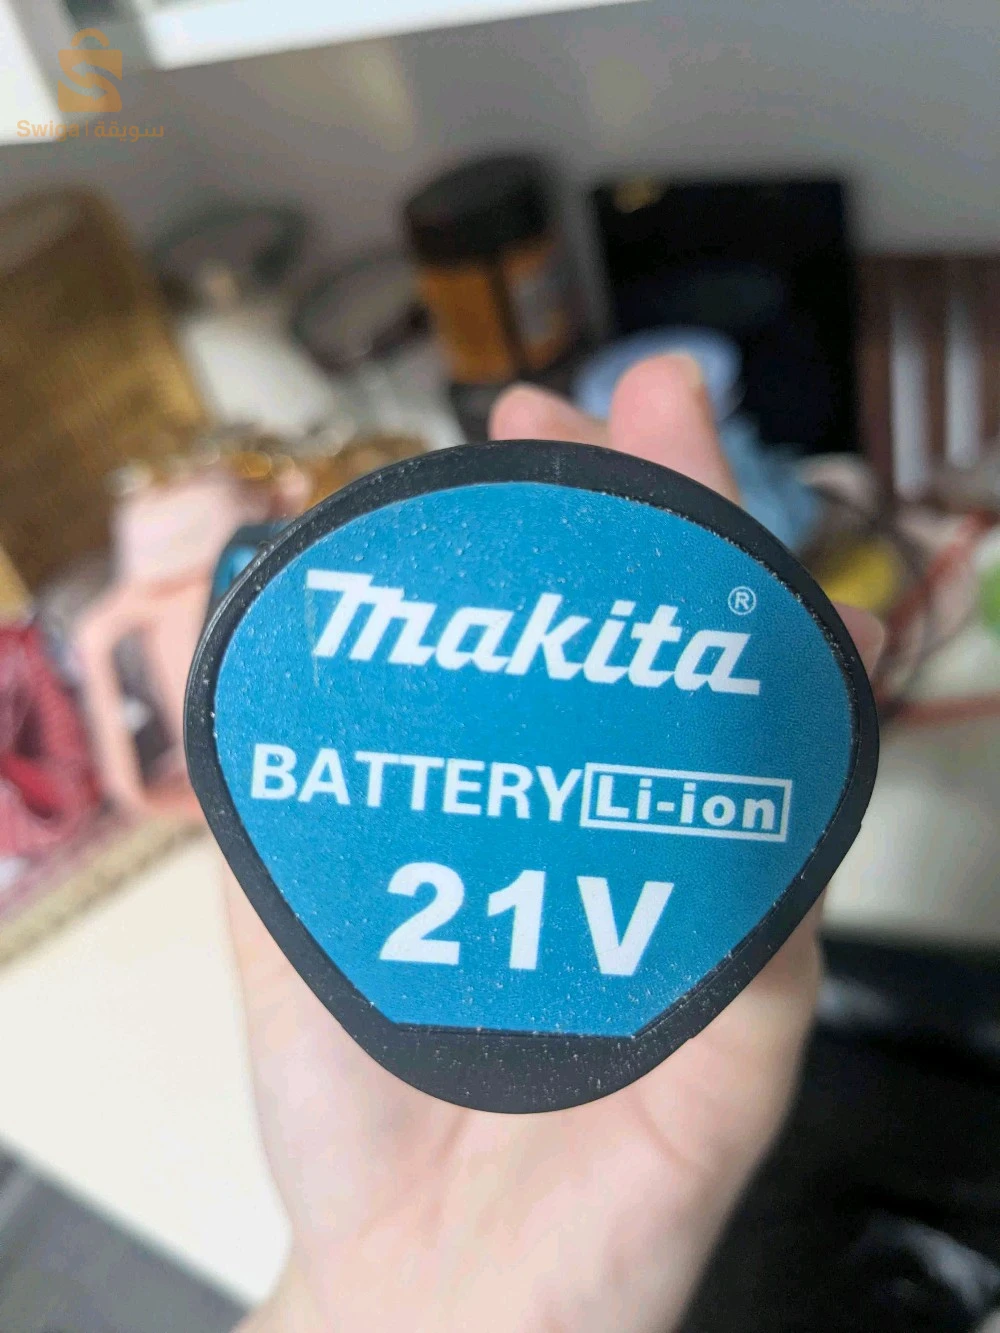 Swiga | سويقة
makita ®
BATTERY Li-ion
21V